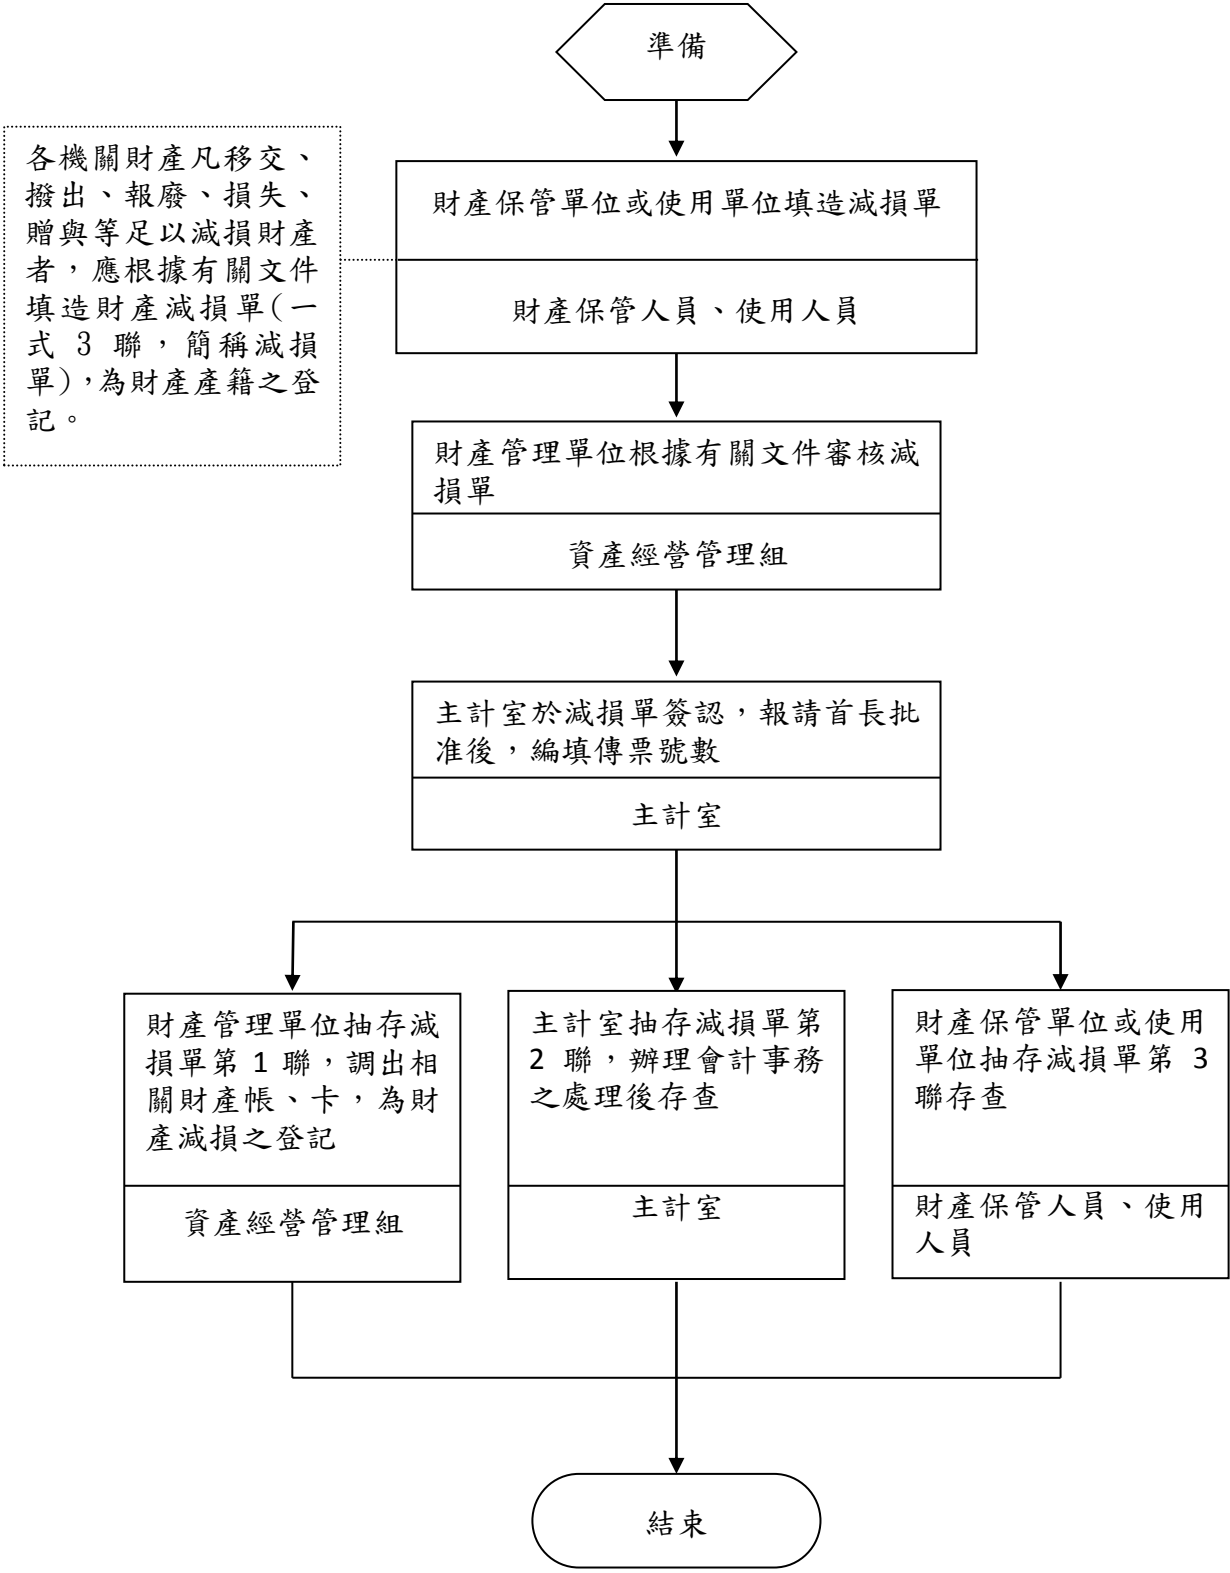 準備
各機關財產凡移交、
撥出、報廢、損失、
贈與等足以減損財產
者，應根據有關文件
填造財產減損單(一
式 3 聯，簡稱減損
單)，為財產產籍之登
記。
財產保管單位或使用單位填造減損單
財產保管人員、使用人員
財產管理單位根據有關文件審核減
損單
資產經營管理組
主計室於減損單簽認，報請首長批
准後，編填傳票號數
主計室
財產管理單位抽存減
損單第 1 聯，調出相
關財產帳、卡，為財
產減損之登記
資產經營管理組
主計室抽存減損單第
2 聯，辦理會計事務
之處理後存查
主計室
財產保管單位或使用
單位抽存減損單第 3
聯存查
財產保管人員、使用
人員
結束